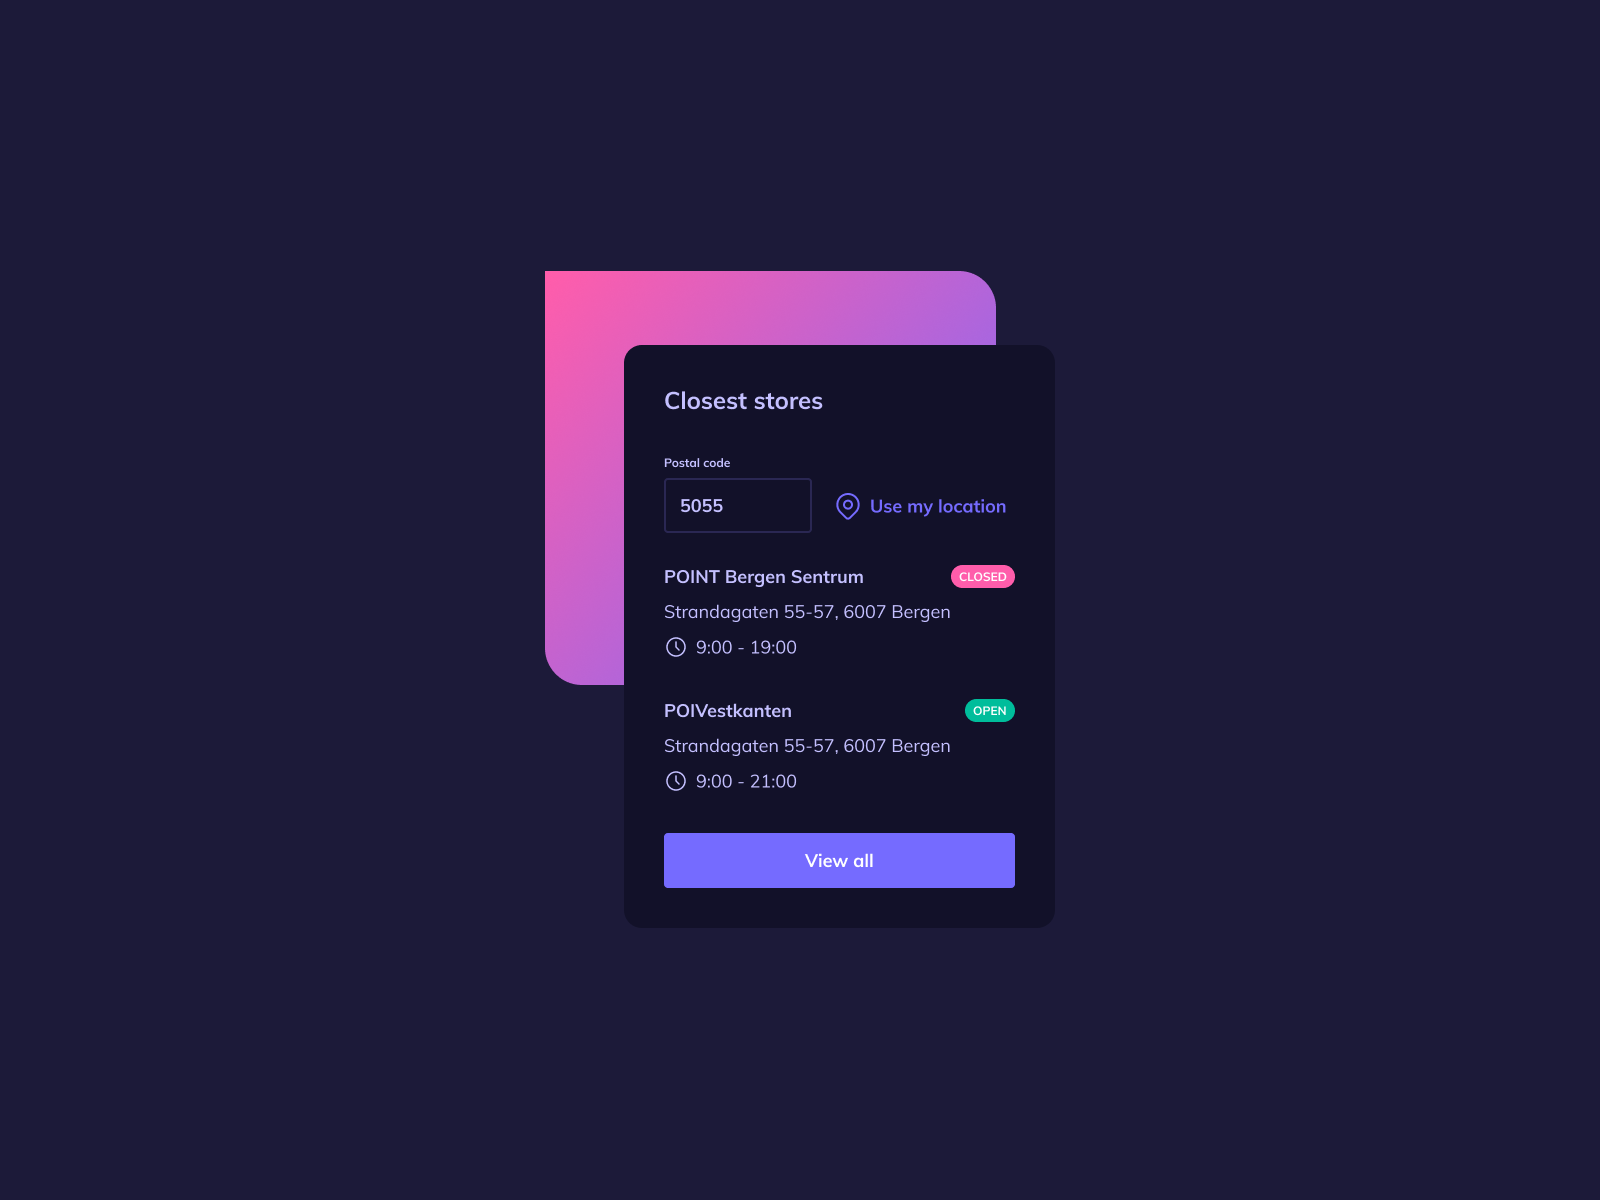 Closest stores
Postal code
5055
Use my location
POINT Bergen Sentrum
CLOSED
Strandagaten 55-57, 6007 Bergen
9:00 - 19:00
POIVestkanten
OPEN
Strandagaten 55-57, 6007 Bergen
9:00 - 21:00
View all